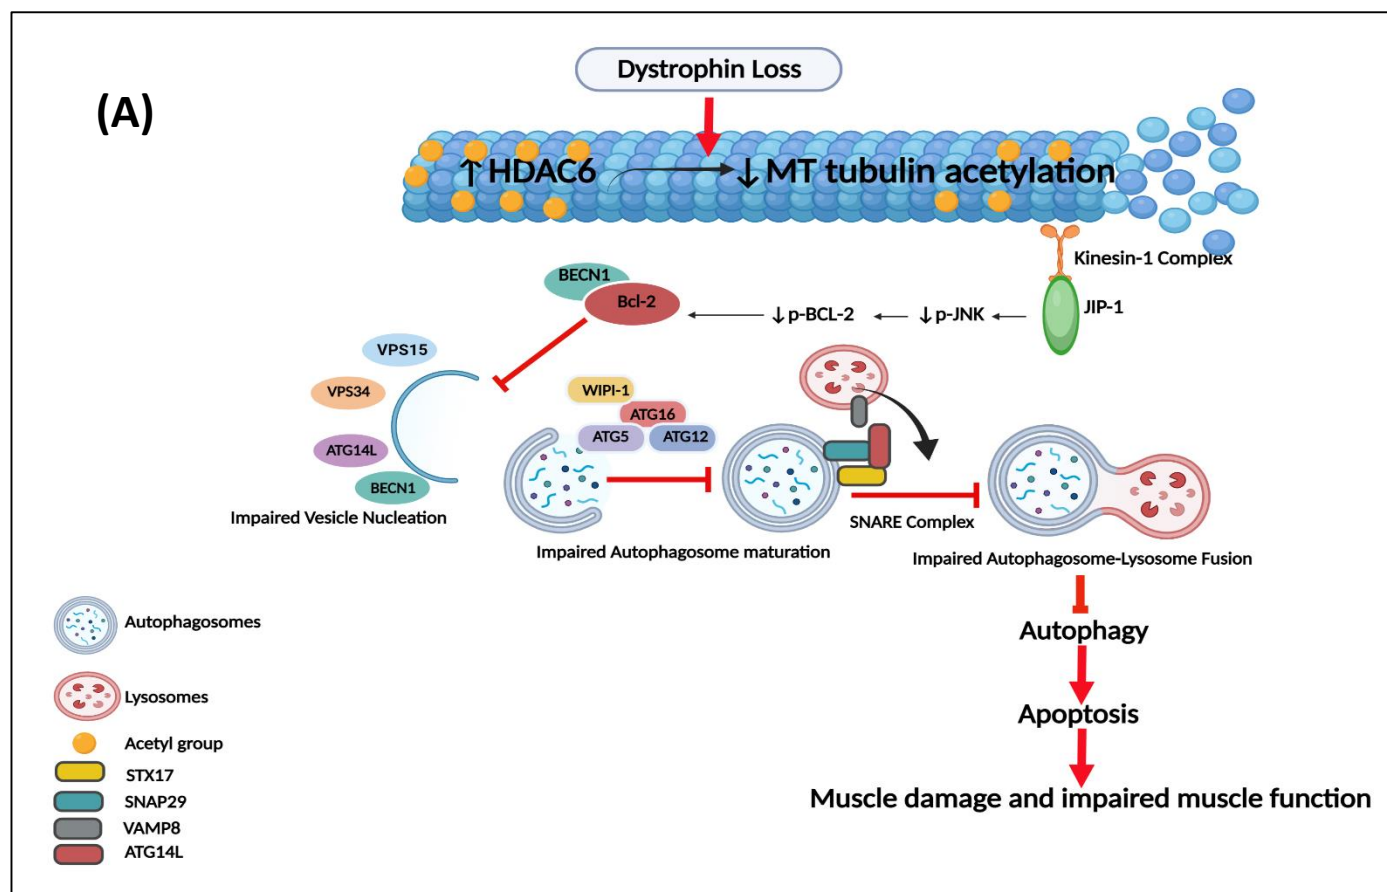 Dystrophin Loss
(A)
↑ HDAC6
↓ MT tubulin acetylation
Kinesin-1 Complex
BECN1
Bcl-2
↓ p-BCL-2
↓ p-JNK
JIP-1
VPS15
VPS34
ATG14L
BECN1
Impaired Vesicle Nucleation
WIPI-1
ATG16
ATG5
ATG12
Impaired Autophagosome maturation
SNARE Complex
Impaired Autophagosome-Lysosome Fusion
Autophagy
Apoptosis
Muscle damage and impaired muscle function
Autophagosomes
Lysosomes
Acetyl group
STX17
SNAP29
VAMP8
ATG14L